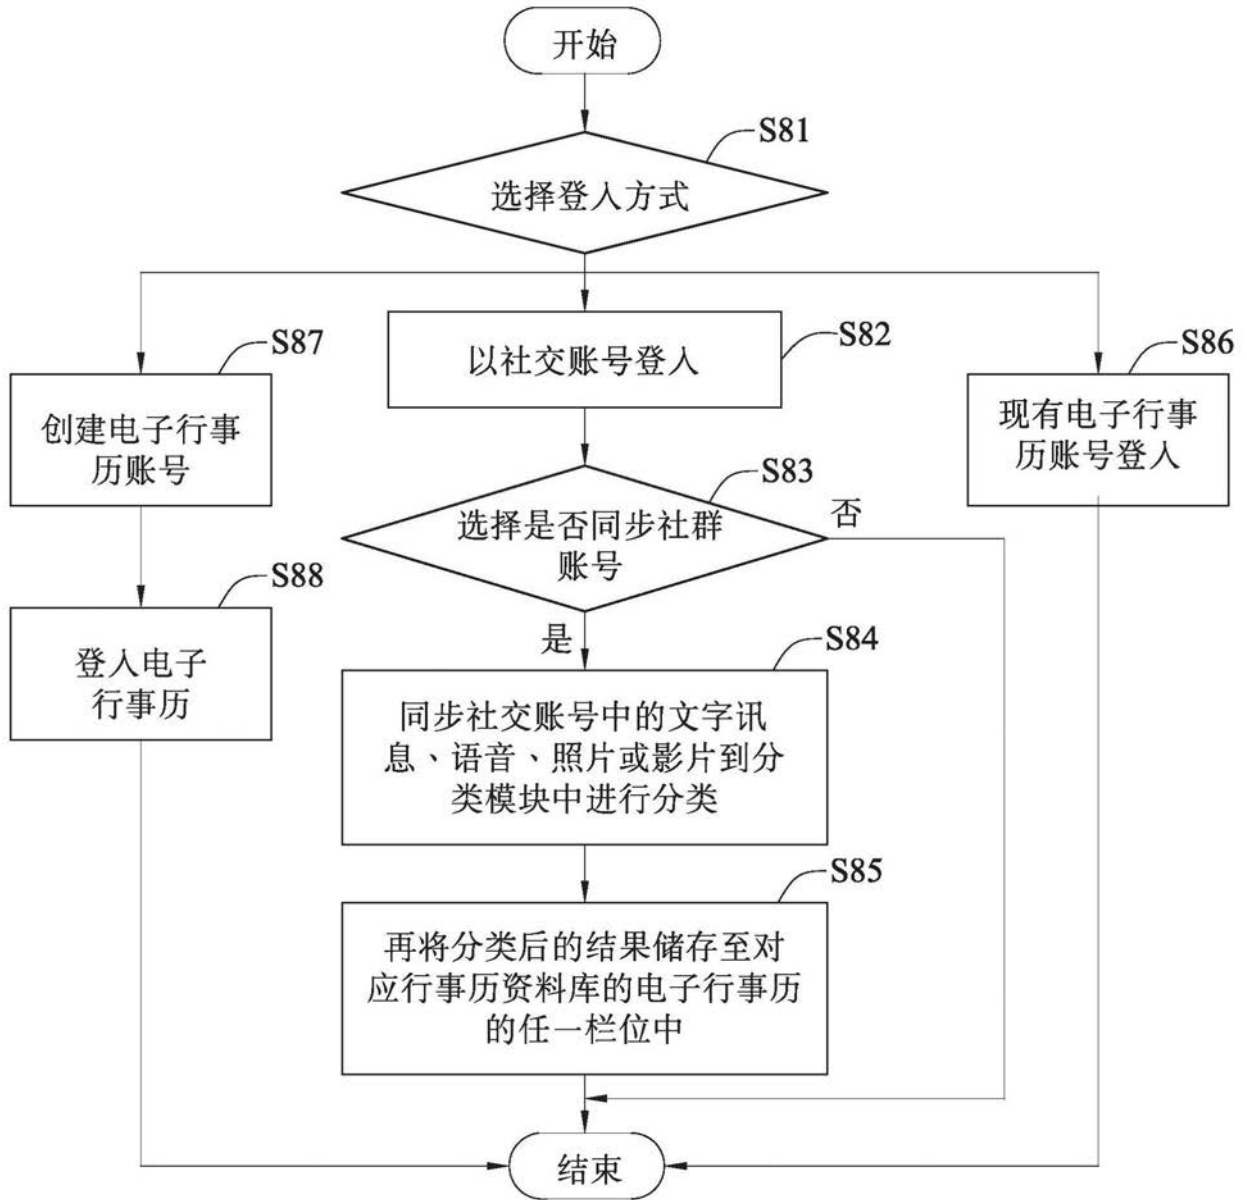 开始
S81
选择登入方式
S87
创建电子行事
历账号
S82
以社交账号登入
S86
现有电子行事
历账号登入
S83
选择是否同步社群
账号
否
是
S88
登入电子
行事历
S84
同步社交账号中的文字讯
息、语音、照片或影片到分
类模块中进行分类
S85
再将分类后的结果储存至对
应行事历资料库的电子行事历
的任一栏位中
结束